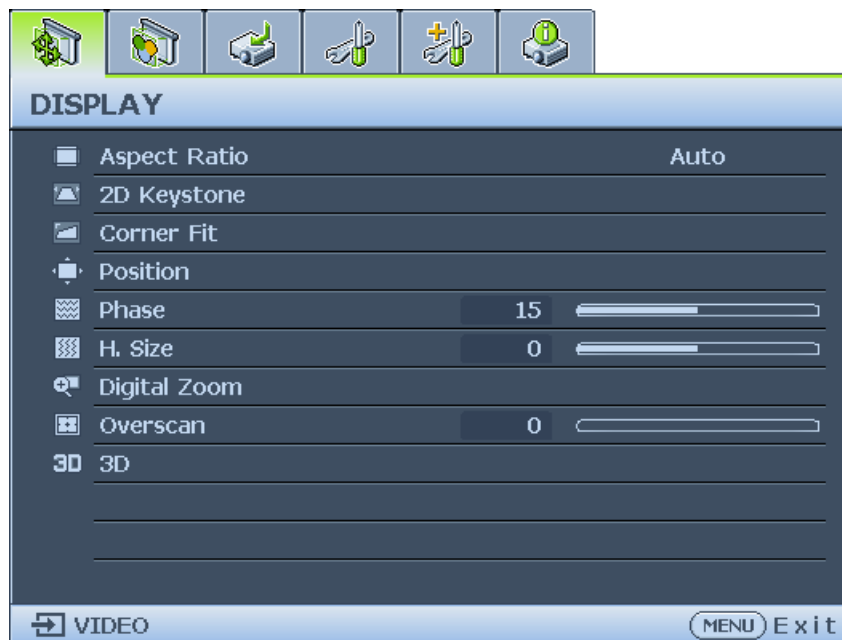 DISPLAY
Aspect Ratio Auto
2D Keystone
Corner Fit
Position
Phase 15
H. Size 0
Digital Zoom
Overscan 0
3D 3D
VIDEO MENU Exit